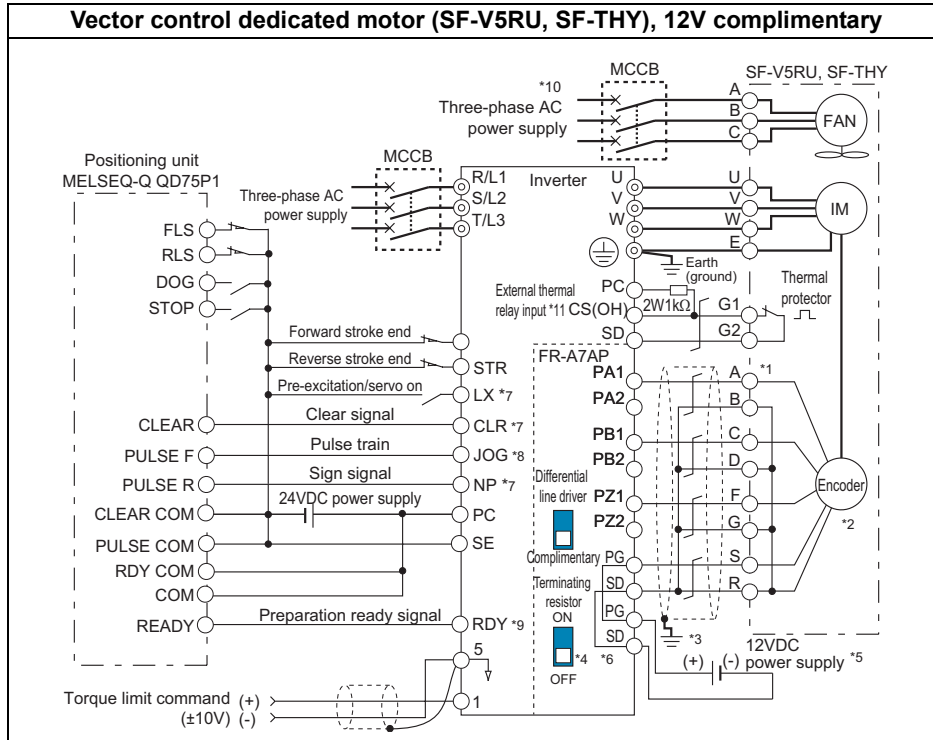 Vector control dedicated motor (SF-V5RU, SF-THY), 12V complimentary
MCCB
SF-V5RU, SF-THY
*10
Three-phase AC
power supply
A
B
C
FAN
Positioning unit
MELSEQ-Q QD75P1
MCCB
Three-phase AC
power supply
R/L1
S/L2
T/L3
Inverter
U
V
W
U
V
W
E
IM
Earth
(ground)
FLS
RLS
DOG
STOP
External thermal
relay input *11
PC
CS(OH)
SD
2W1kΩ
G1
G2
Thermal
protector
Forward stroke end
Reverse stroke end
STR
Pre-excitation/servo on
LX *7
FR-A7AP
CLEAR
Clear signal
CLR *7
PULSE F
Pulse train
JOG *8
PULSE R
Sign signal
NP *7
CLEAR COM
24VDC power supply
PC
PULSE COM
SE
RDY COM
COM
READY
Preparation ready signal
RDY *9
5
1
Torque limit command (+)
(±10V) (-)
PA1
PA2
PB1
PB2
PZ1
PZ2
PG
SD
PG
SD
Differential
line driver
Complimentary
Terminating
resistor
ON
*4
OFF
*6
A
*1
B
C
D
F
G
S
R
Encoder
*2
*3
12VDC
(+) (-) power supply *5